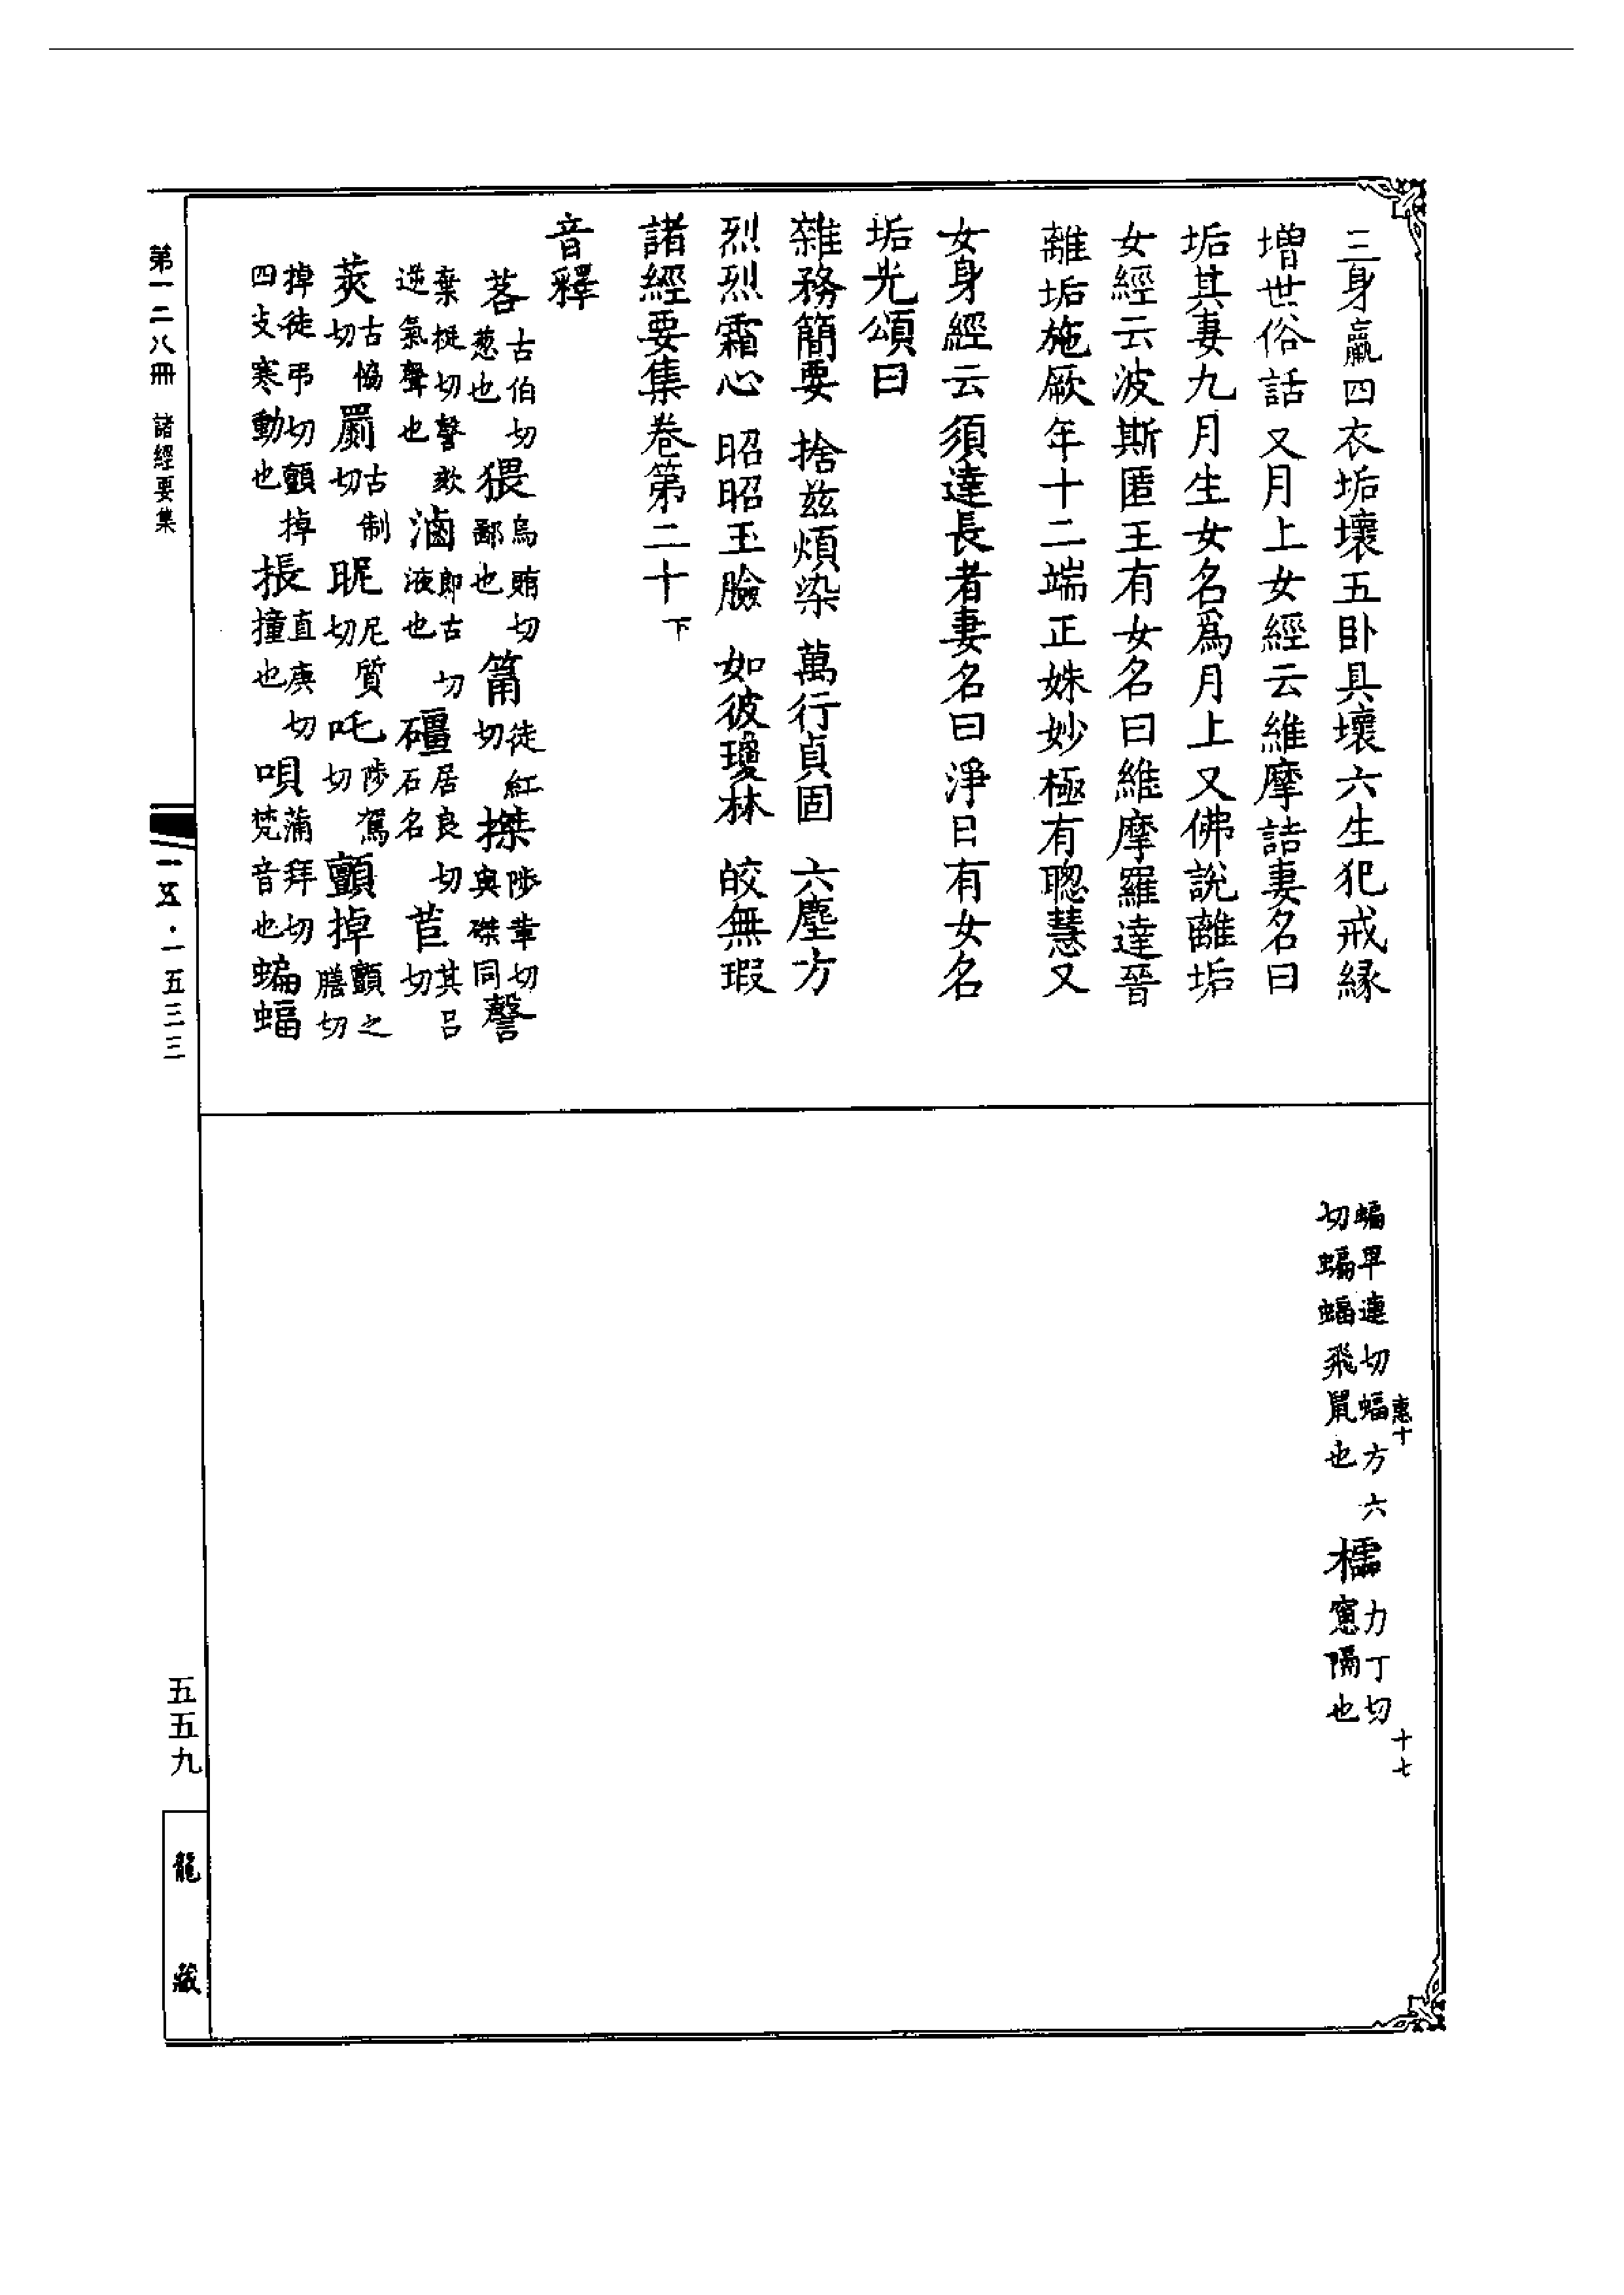 三身羸四衣垢壞五卧具壞六生犯戒緣
增世俗話又月上女經云維摩詰妻名曰
垢其妻九月生女名爲月上又佛說離垢
女經云波斯匿王有女名曰維摩羅達晉
離垢施厥年十二端正姝妙極有聰慧又
女身經云須達長者妻名曰淨日有女名
垢光頌曰
雜務簡要 捨茲煩染 萬行貞固 六塵方
烈烈霜心 昭昭玉臉 如彼瓊林 皎無瑕
諸經要集卷第二十 下
音釋
茖 古伯切葱也 猥 烏賄切鄙也 筩 徒紅切 搩 陟革切與磔同 謦
棄挺切謦欬逆氣聲也 滷 郎古切液也 礓 居良切石名 苣 其呂切
莢 古恊切 罽 古制切 昵 尼質切 吒 陟駕切 顫掉 顫之膳切
掉徒弔切顫掉四支寒動也 掁 直庚切撞也 唄 蒲拜切梵音也 蝙蝠
蝙卑連切蝠方六切蝙蝠飛鼠也 櫺 力丁切窻隔也
惠十
十七
第一二八冊 諸經要集
一五三三
五五九
龍藏